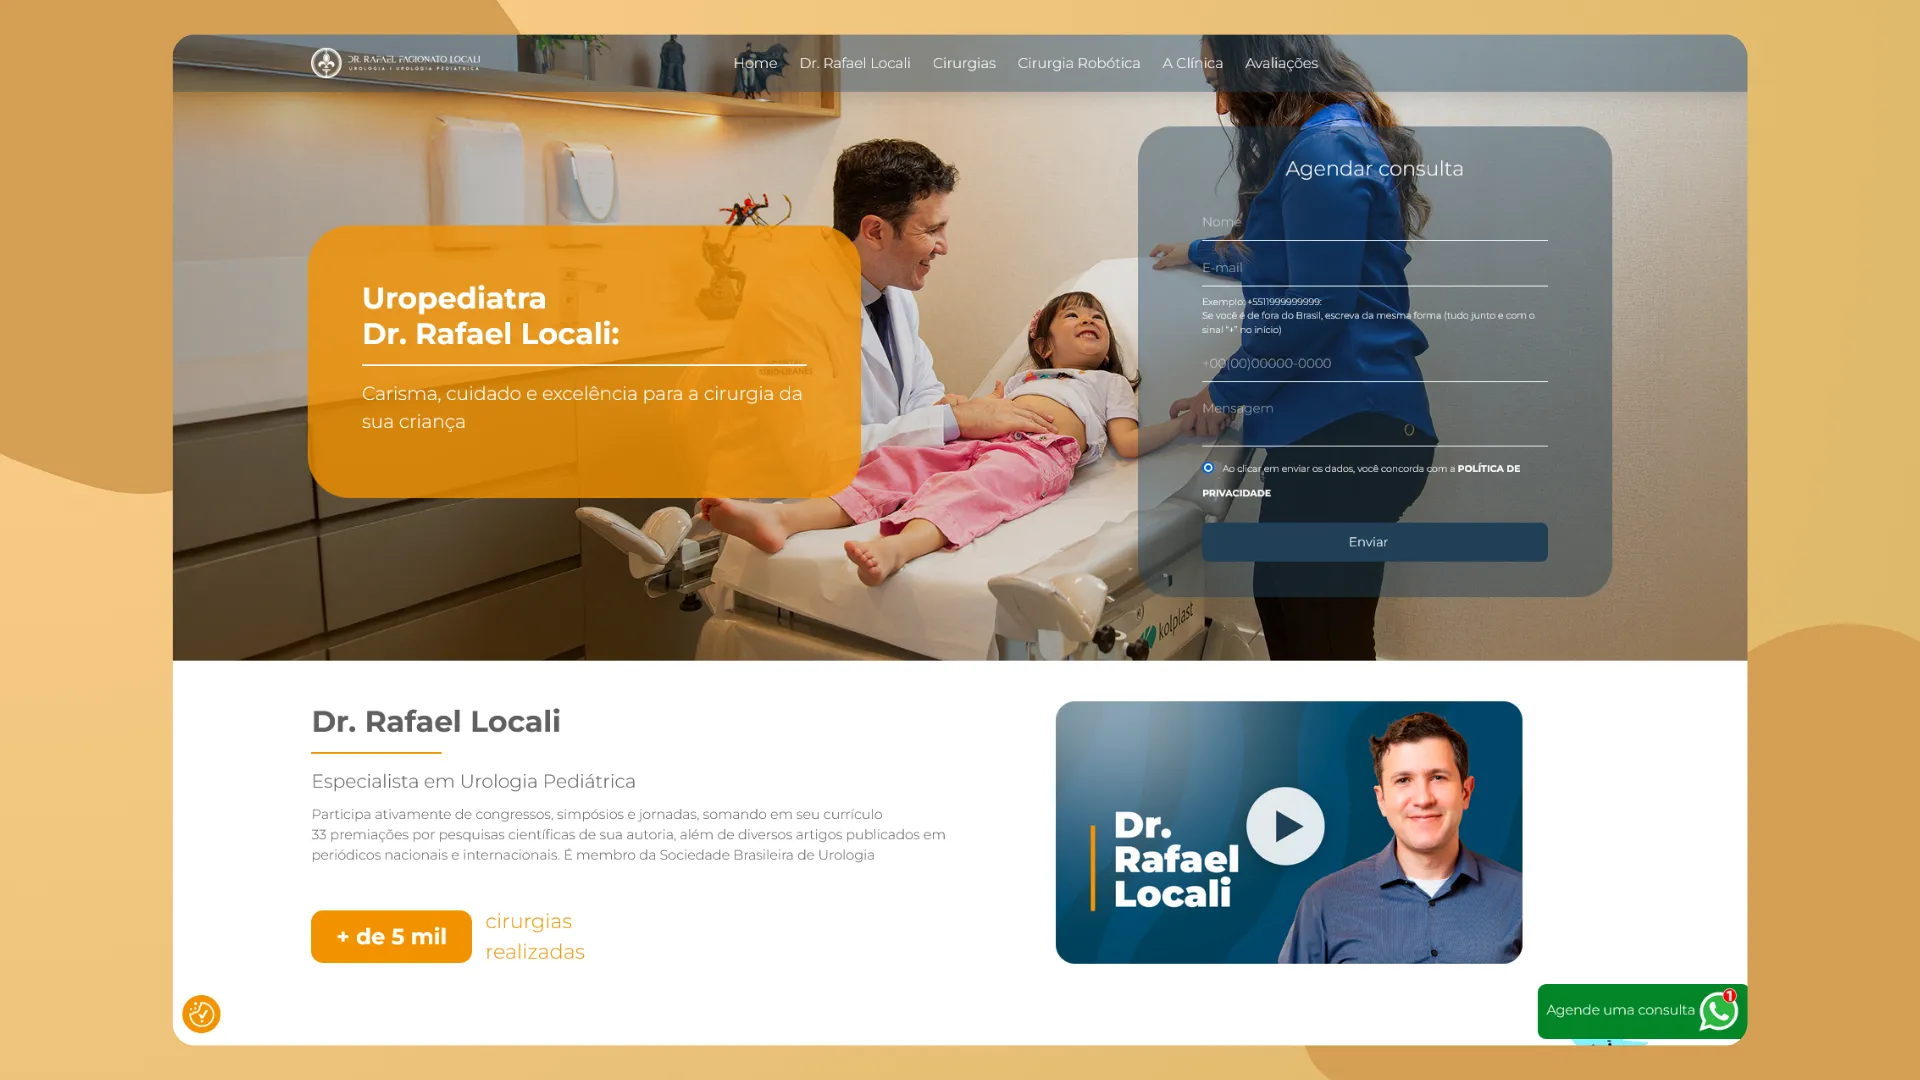 DR. RAFAEL FAGIONATO LOCALI
UROLOGIA | UROLOGIA PEDIÁTRICA
Home Dr. Rafael Locali Cirurgias Cirurgia Robótica A Clínica Avaliações
Uropediatra
Dr. Rafael Locali:
Carisma, cuidado e excelência para a cirurgia da
sua criança
Agendar consulta
Nome
E-mail
Exemplo: +5511999999999:
Se você é de fora do Brasil, escreva da mesma forma (tudo junto e com o
sinal "+" no início)
+00(00)00000-0000
Mensagem
Ao clicar em enviar os dados, você concorda com a POLÍTICA DE
PRIVACIDADE
Enviar
kolplast
Dr. Rafael Locali
Especialista em Urologia Pediátrica
Participa ativamente de congressos, simpósios e jornadas, somando em seu currículo
33 premiações por pesquisas científicas de sua autoria, além de diversos artigos publicados em
periódicos nacionais e internacionais. É membro da Sociedade Brasileira de Urologia
+ de 5 mil
cirurgias
realizadas
Dr.
Rafael
Locali
Agende uma consulta
1